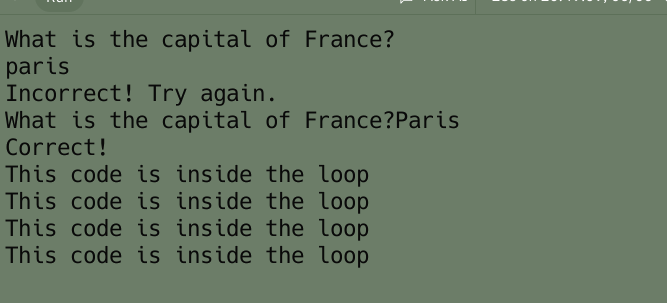 Run
What is the capital of France?
paris
Incorrect! Try again.
What is the capital of France?Paris
Correct!
This code is inside the loop
This code is inside the loop
This code is inside the loop
This code is inside the loop